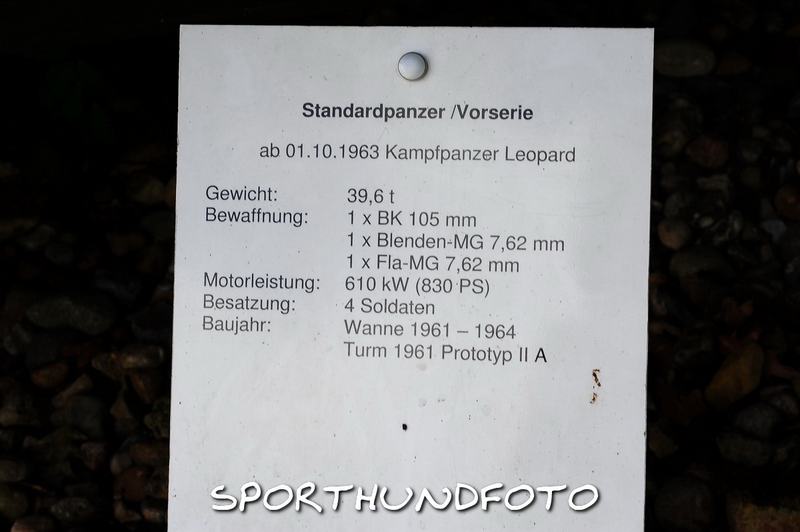 Standardpanzer /Vorserie
ab 01.10.1963 Kampfpanzer Leopard
Gewicht: 39,6 t
Bewaffnung: 1 x BK 105 mm
1 x Blenden-MG 7,62 mm
1 x Fla-MG 7,62 mm
Motorleistung: 610 kW (830 PS)
Besatzung: 4 Soldaten
Baujahr: Wanne 1961 – 1964
Turm 1961 Prototyp II A
SPORTHUNDFOTO